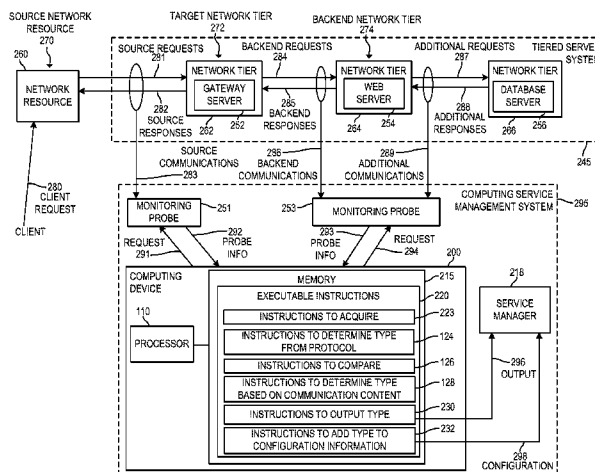 SOURCE NETWORK
RESOURCE
270
260
NETWORK
RESOURCE
280
CLIENT
REQUEST
CLIENT
TARGET NETWORK TIER
272
BACKEND NETWORK TIER
274
SOURCE REQUESTS
281
282
SOURCE
RESPONSES
NETWORK TIER
GATEWAY
SERVER
262
252
BACKEND REQUESTS
284
285
BACKEND
RESPONSES
NETWORK TIER
WEB
SERVER
264
254
ADDITIONAL REQUESTS
287
288
ADDITIONAL
RESPONSES
TIERED SERVER
SYSTEM
NETWORK TIER
DATABASE
SERVER
266
256
245
SOURCE
COMMUNICATIONS
283
298
BACKEND
COMMUNICATIONS
289
ADDITIONAL
COMMUNICATIONS
COMPUTING SERVICE
MANAGEMENT SYSTEM
295
MONITORING
PROBE
251
253
MONITORING PROBE
REQUEST
291
292
PROBE
INFO
293
PROBE
INFO
REQUEST
294
200
COMPUTING
DEVICE
110
PROCESSOR
MEMORY
215
EXECUTABLE INSTRUCTIONS
220
INSTRUCTIONS TO ACQUIRE
223
INSTRUCTIONS TO DETERMINE TYPE
FROM PROTOCOL
124
INSTRUCTIONS TO COMPARE
126
INSTRUCTIONS TO DETERMINE TYPE
BASED ON COMMUNICATION CONTENT
128
INSTRUCTIONS TO OUTPUT TYPE
230
INSTRUCTIONS TO ADD TYPE TO
CONFIGURATION INFORMATION
232
218
SERVICE
MANAGER
296
OUTPUT
298
CONFIGURATION